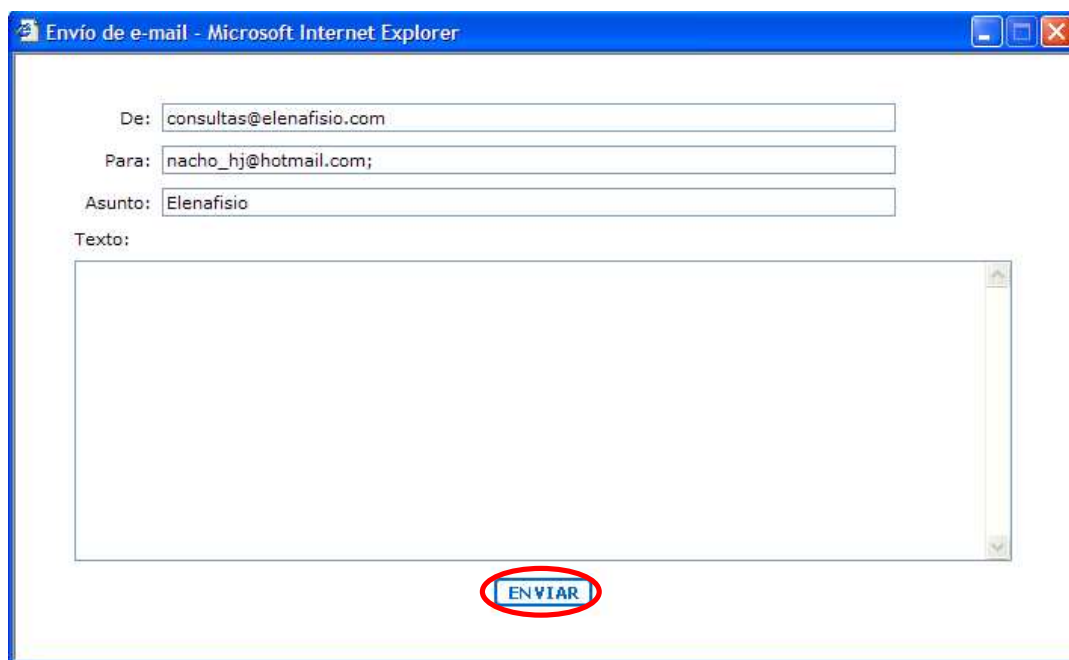 Envío de e-mail - Microsoft Internet Explorer
De: consultas@elenafisio.com
Para: nacho_hj@hotmail.com;
Asunto: Elenafisio
Texto:
ENVIAR